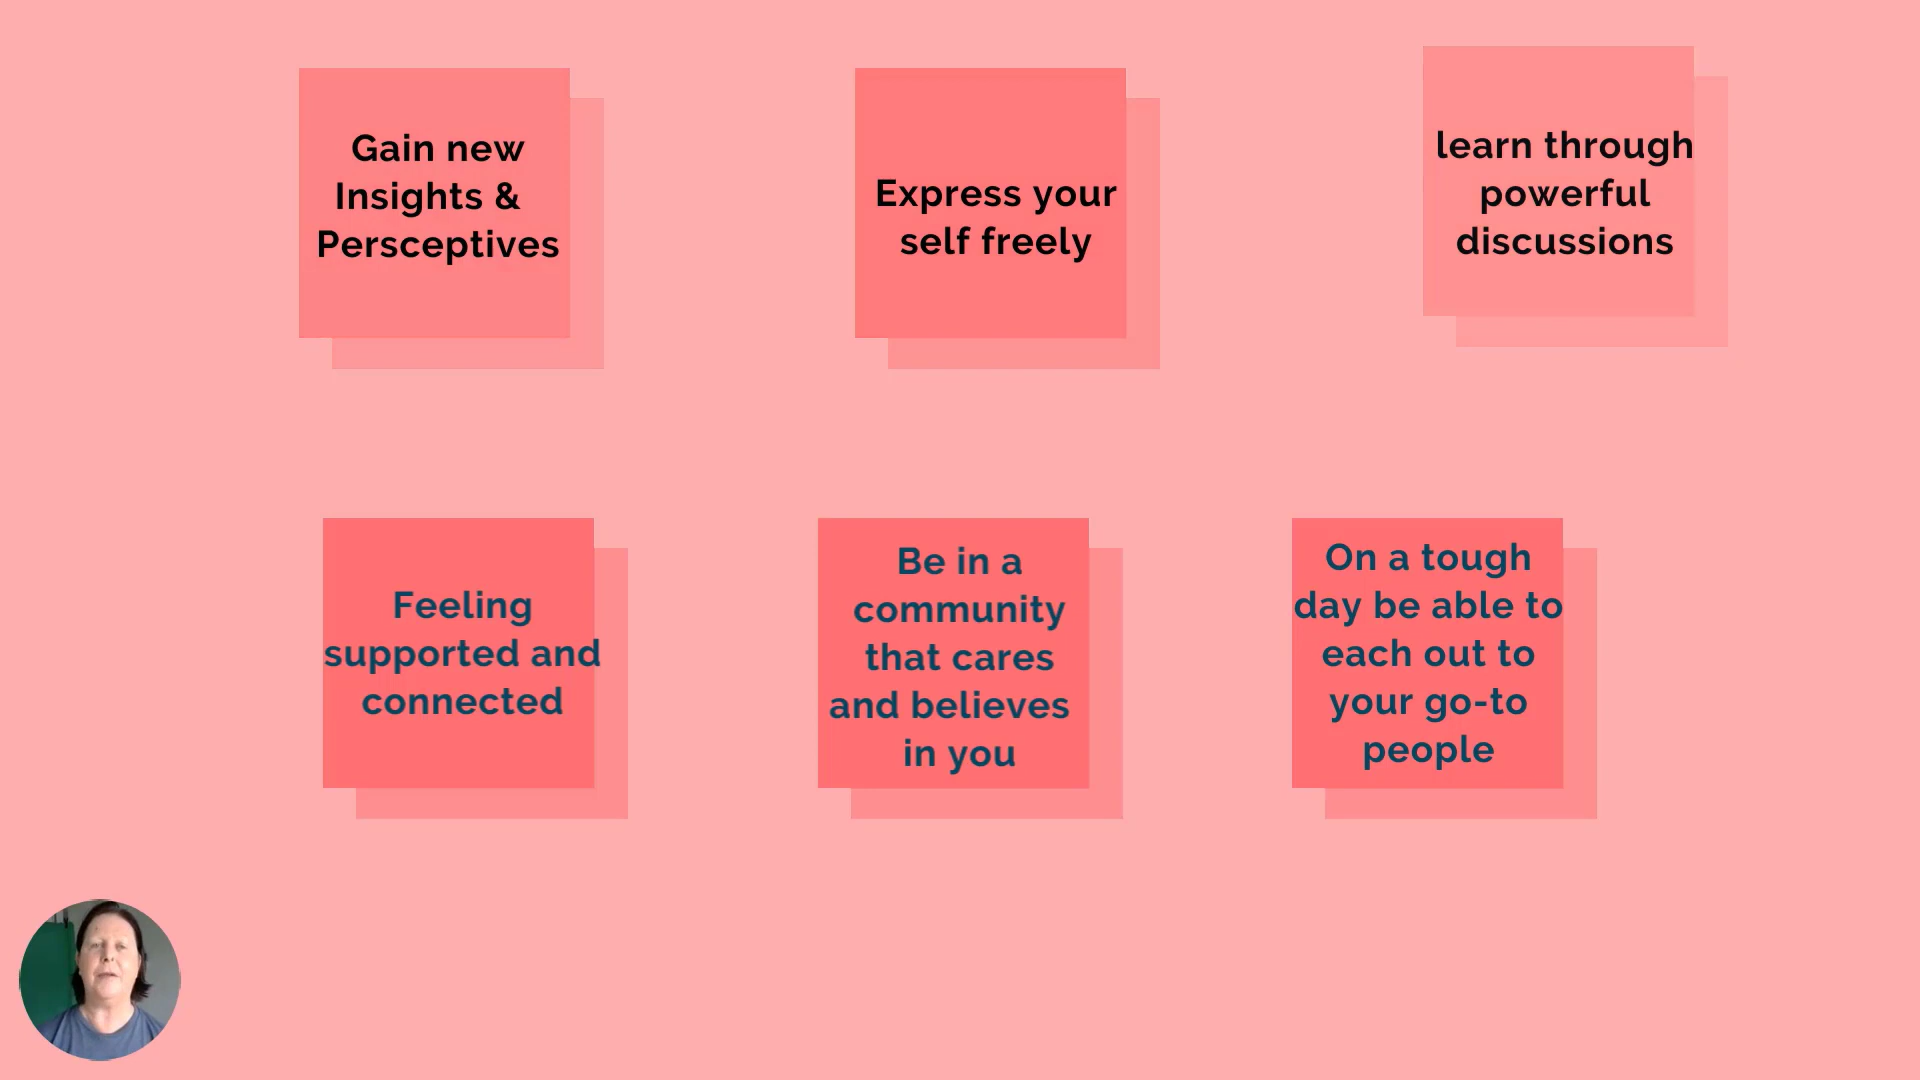 Gain new
Insights &
Persceptives
Express your
self freely
learn through
powerful
discussions
Feeling
supported and
connected
Be in a
community
that cares
and believes
in you
On a tough
day be able to
each out to
your go-to
people